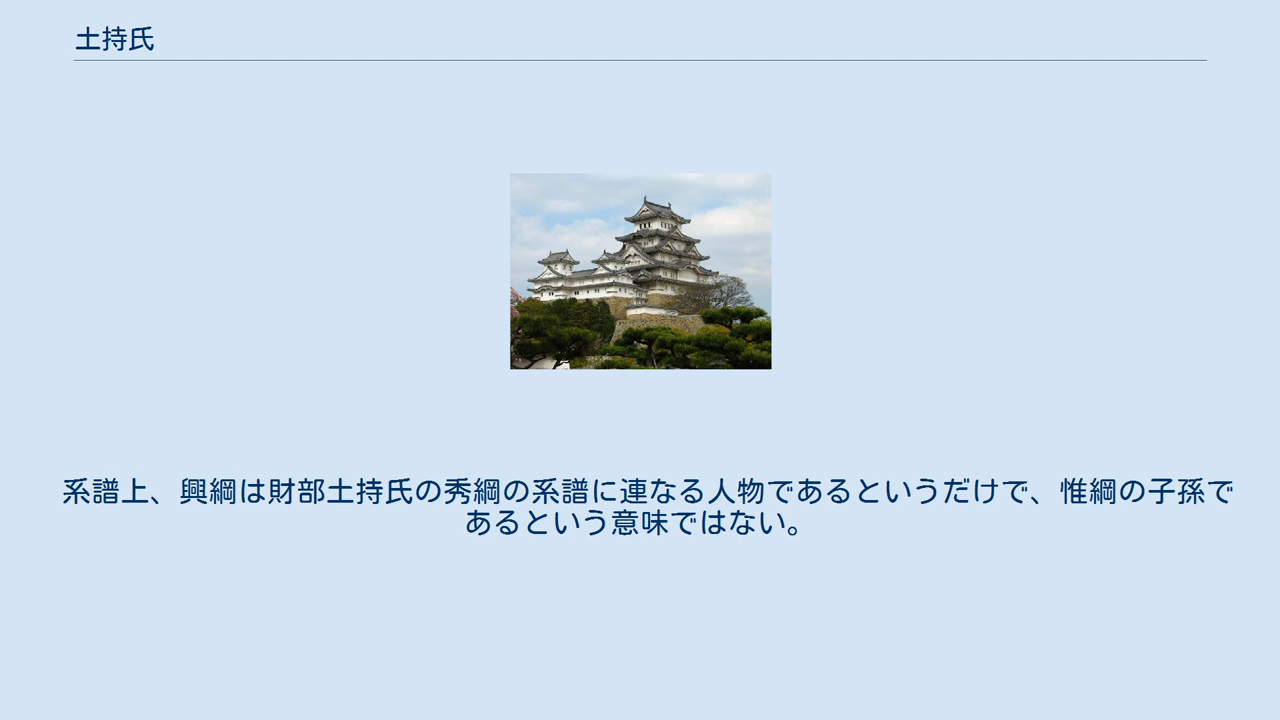 土持氏
系譜上、興綱は財部土持氏の秀綱の系譜に連なる人物であるというだけで、惟綱の子孫で
あるという意味ではない。